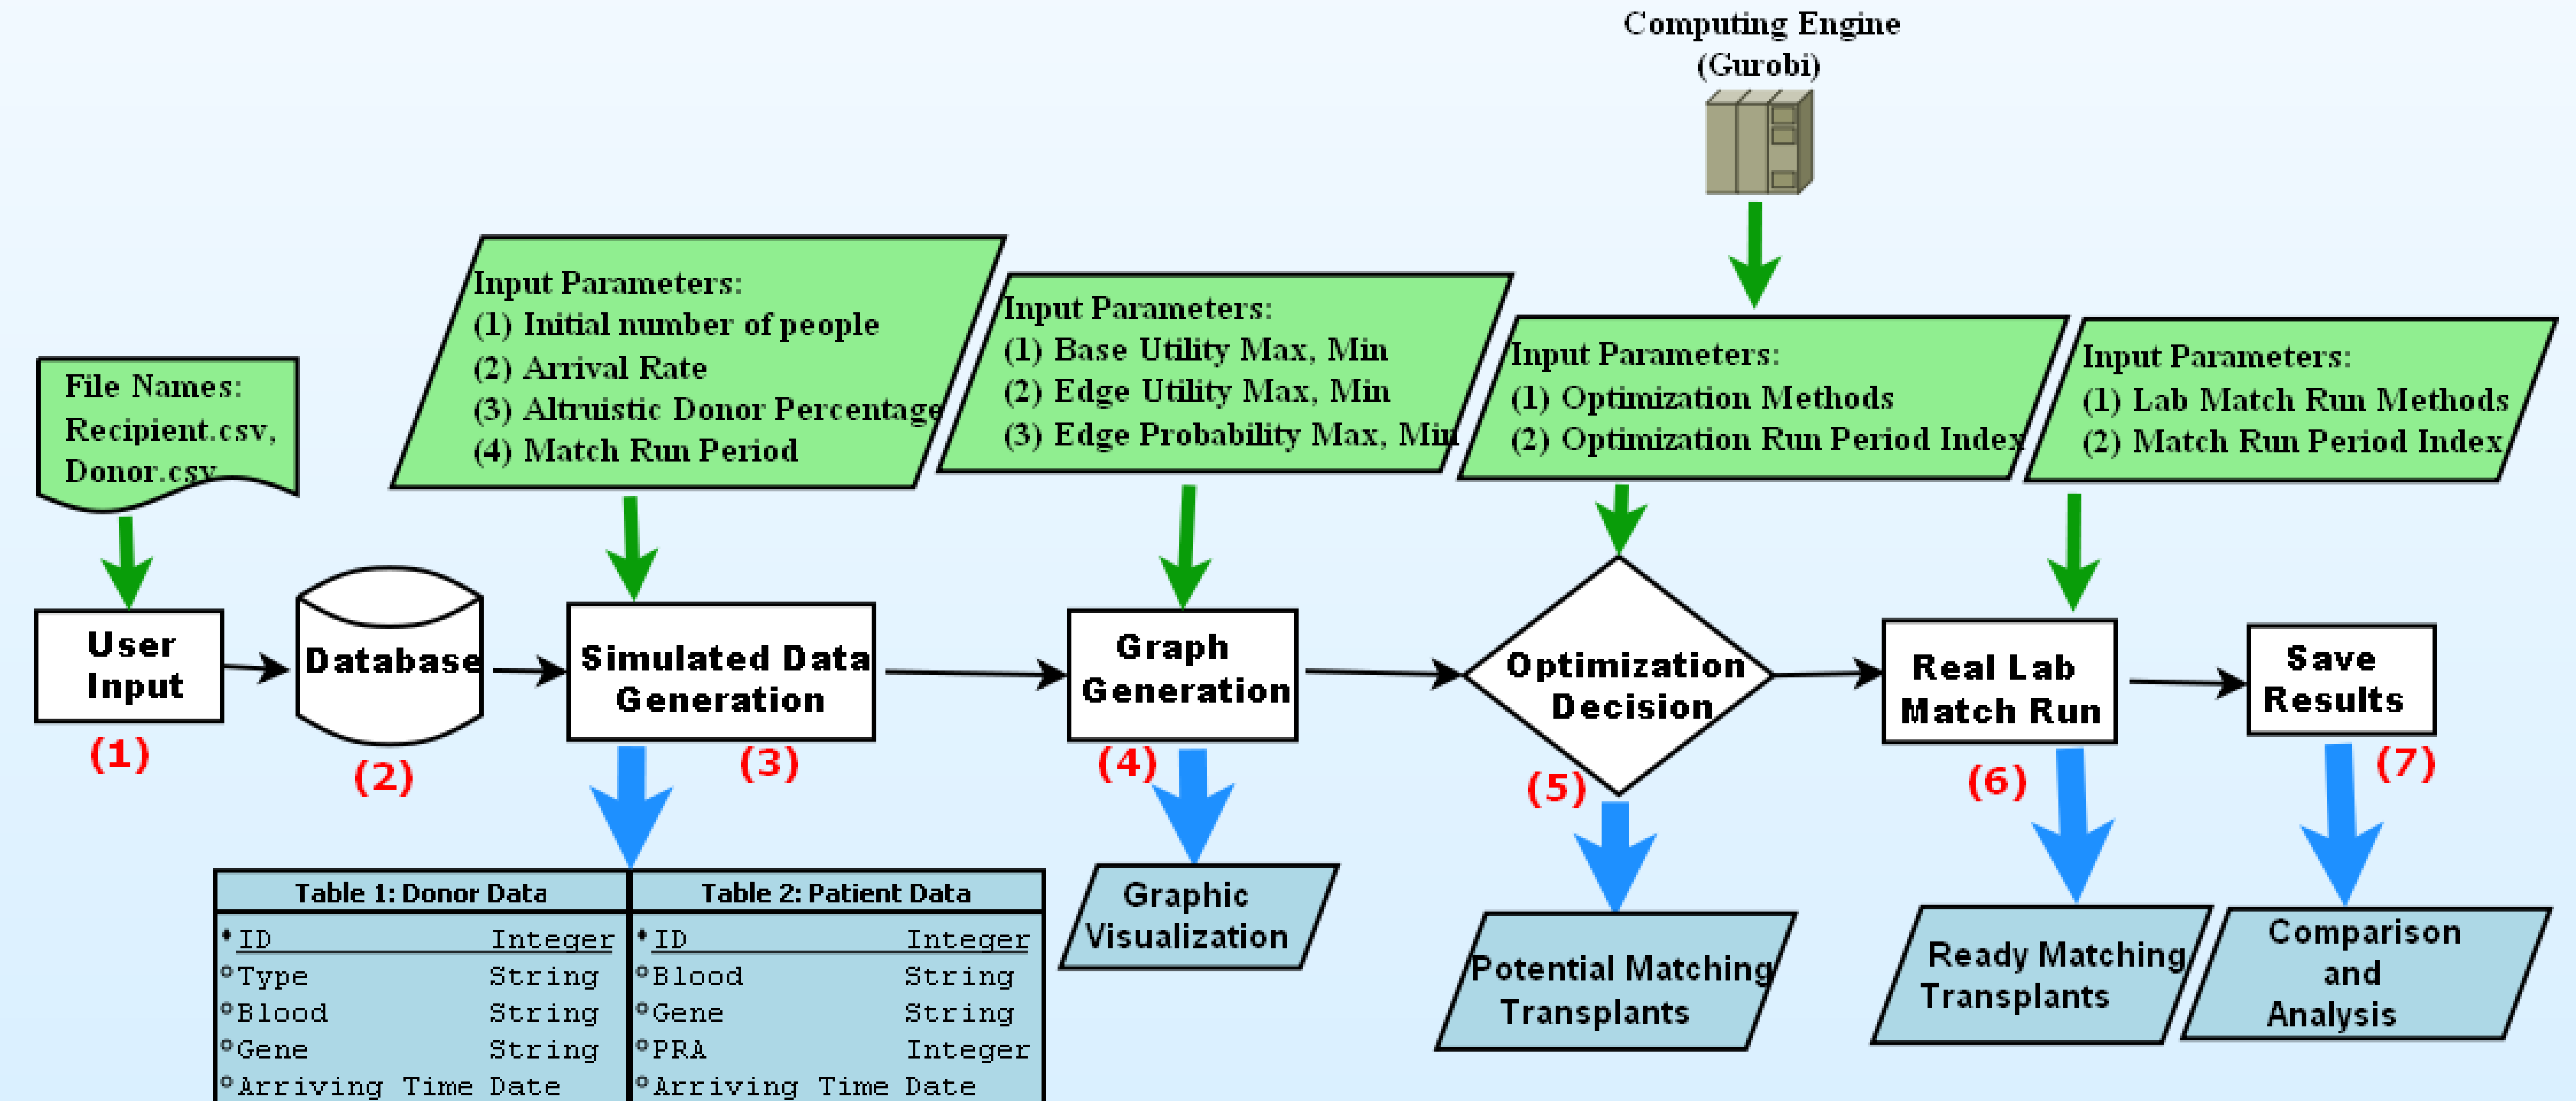 Computing Engine
(Gurobi)
File Names:
Recipient.csv,
Donor.csv
Input Parameters:
(1) Initial number of people
(2) Arrival Rate
(3) Altruistic Donor Percentage
(4) Match Run Period
Input Parameters:
(1) Base Utility Max, Min
(2) Edge Utility Max, Min
(3) Edge Probability Max, Min
Input Parameters:
(1) Optimization Methods
(2) Optimization Run Period Index
Input Parameters:
(1) Lab Match Run Methods
(2) Match Run Period Index
User
Input
(1)
Database
(2)
Simulated Data
Generation
(3)
Graph
Generation
(4)
Optimization
Decision
(5)
Real Lab
Match Run
(6)
Save
Results
(7)
Table 1: Donor Data
ID Integer
Type String
Blood String
Gene String
Arriving Time Date
Table 2: Patient Data
ID Integer
Blood String
Gene String
PRA Integer
Arriving Time Date
Graphic
Visualization
Potential Matching
Transplants
Ready Matching
Transplants
Comparison
and
Analysis